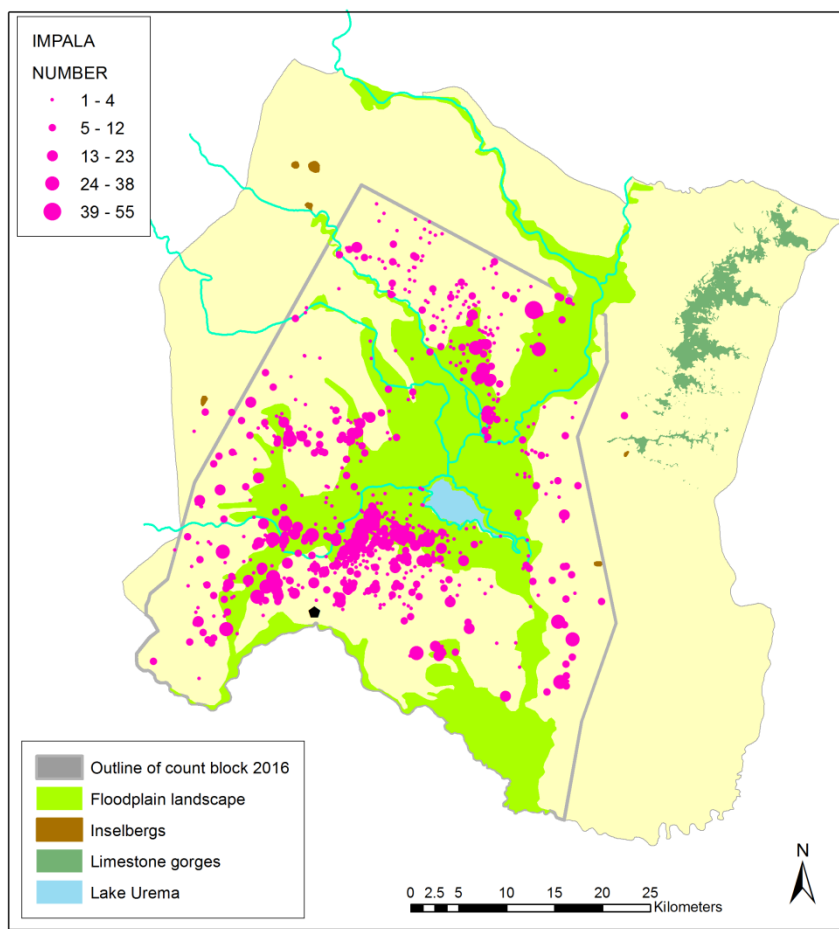 IMPALA
NUMBER
1 - 4
5 - 12
13 - 23
24 - 38
39 - 55
Outline of count block 2016
Floodplain landscape
Inselbergs
Limestone gorges
Lake Urema
N
0 2.5 5 10 15 20 25
Kilometers